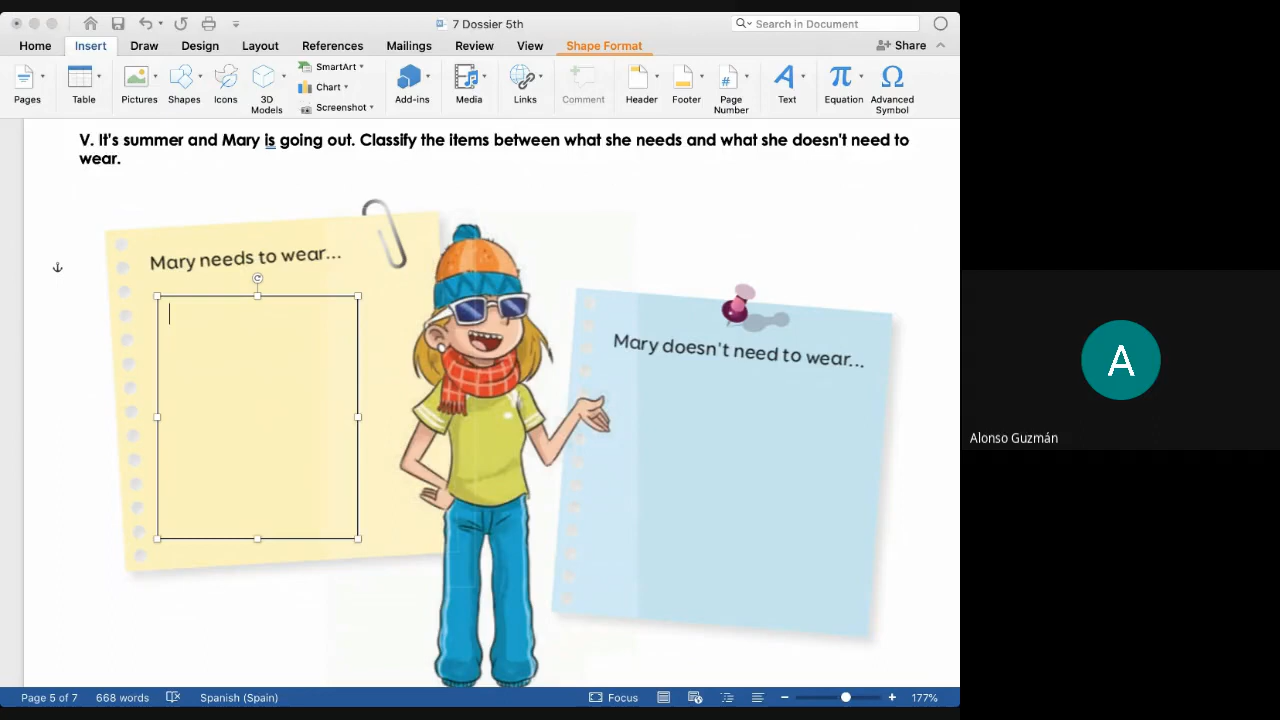 7 Dossier 5th
Search in Document
Home Insert Draw Design Layout References Mailings Review View Shape Format Share
Pages
Table
Pictures
Shapes
Icons
3D Models
SmartArt
Chart
Screenshot
Add-ins
Media
Links
Comment
Header
Footer
Page Number
Text
Equation
Advanced Symbol
V. It's summer and Mary is going out. Classify the items between what she needs and what she doesn't need to
wear.
Mary needs to wear...
Mary doesn't need to wear...
A
Alonso Guzmán
Page 5 of 7 668 words Spanish (Spain) Focus 177%